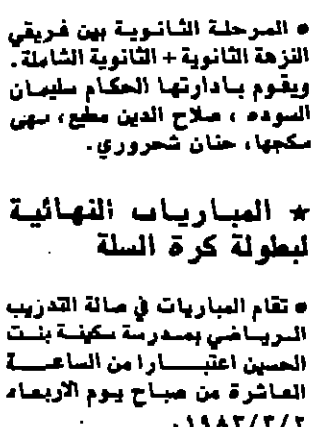 ● المرحلة الثانوية بين فريقي
النزهة الثانوية + الثانوية الشاملة.
ويقوم بادارتها الحكام سليمان
السوده ، صلاح الدين مطيع، سهى
سكجها، حنان شحروري.
★ المباريات النهائية
لبطولة كرة السلة
● تقام المباريات في صالة التدريب
الرياضي بمدرسة سكينة بنت
الحسين اعتبارا من الساعة
العاشرة من صباح يوم الاربعاء
١٩٨٣/٣/٢.